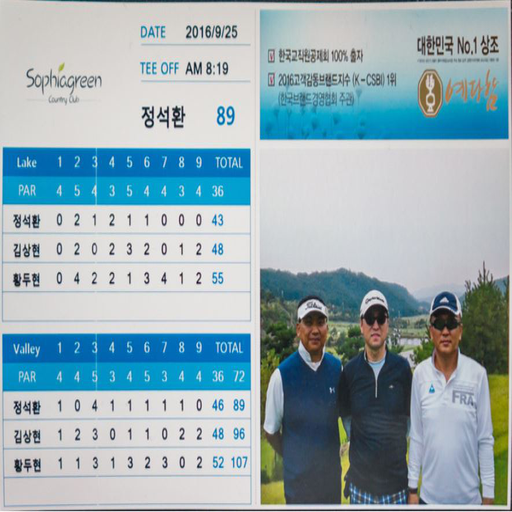 Sophiagreen
Country Club
DATE 2016/9/25
TEE OFF AM 8:19
정석환 89
한국교직원공제회 100% 출자
2016고객감동브랜드지수 (K-CSBI) 1위
(한국브랜드경영협회 주관)
대한민국 No.1 상조
예다함
Lake 1 2 3 4 5 6 7 8 9 TOTAL
PAR 4 5 4 3 5 4 4 3 4 36
정석환 0 2 1 2 1 1 0 0 0 43
김상현 0 2 0 2 3 2 0 1 2 48
황두현 0 4 2 2 1 3 4 1 2 55
Valley 1 2 3 4 5 6 7 8 9 TOTAL
PAR 4 4 5 3 4 5 3 4 4 36 72
정석환 1 0 4 1 1 1 1 1 0 46 89
김상현 1 2 3 0 1 1 0 2 2 48 96
황두현 1 1 3 1 3 2 3 0 2 52 107
Titleist
FRA